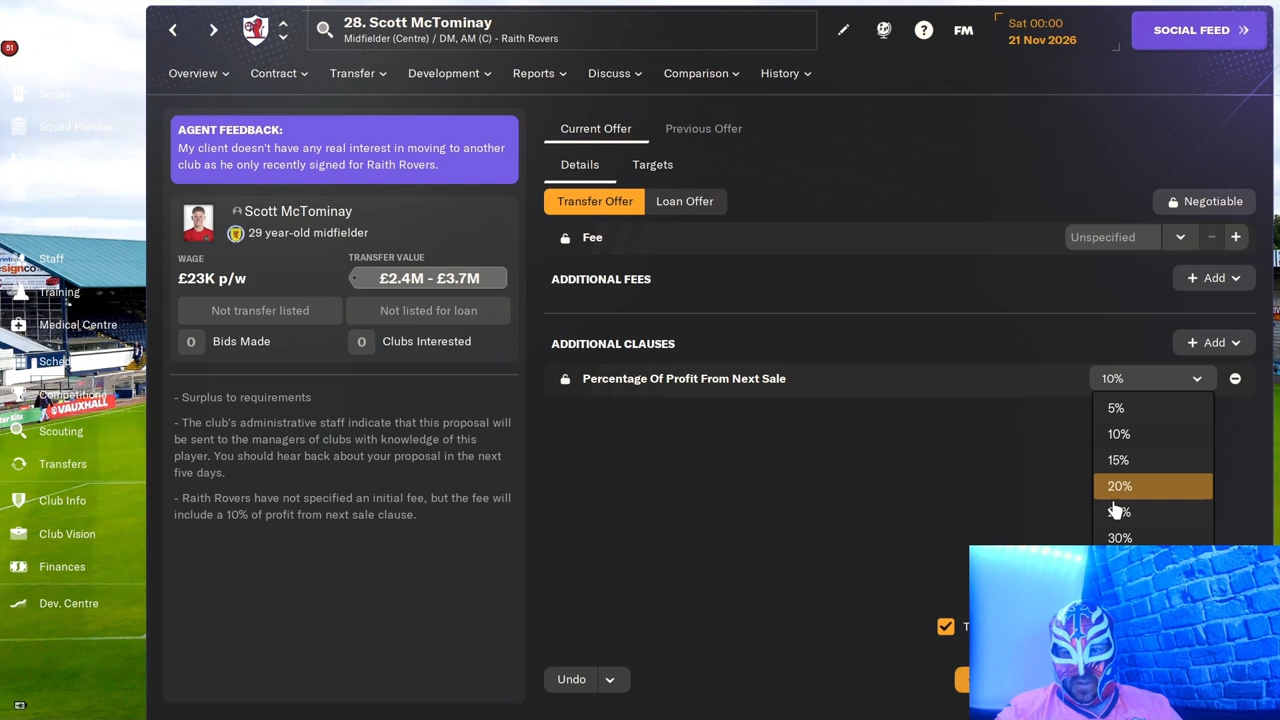 28. Scott McTominay
Midfielder (Centre) / DM, AM (C) - Raith Rovers
FM
Sat 00:00
21 Nov 2026
SOCIAL FEED
51
Overview
Contract
Transfer
Development
Reports
Discuss
Comparison
History
Squad
Squad Planner
Staff
Training
Medical Centre
Sched
Competitions
VAUXHALL
Scouting
Transfers
Club Info
Club Vision
Finances
Dev. Centre
AGENT FEEDBACK:
My client doesn't have any real interest in moving to another
club as he only recently signed for Raith Rovers.
Scott McTominay
29 year-old midfielder
WAGE
£23K p/w
TRANSFER VALUE
£2.4M - £3.7M
Not transfer listed
Not listed for loan
0 Bids Made
0 Clubs Interested
- Surplus to requirements
- The club's administrative staff indicate that this proposal will
be sent to the managers of clubs with knowledge of this
player. You should hear back about your proposal in the next
five days.
- Raith Rovers have not specified an initial fee, but the fee will
include a 10% of profit from next sale clause.
Current Offer
Previous Offer
Details
Targets
Transfer Offer
Loan Offer
Negotiable
Fee
Unspecified
ADDITIONAL FEES
Add
ADDITIONAL CLAUSES
Add
Percentage Of Profit From Next Sale
10%
5%
10%
15%
20%
30%
Undo